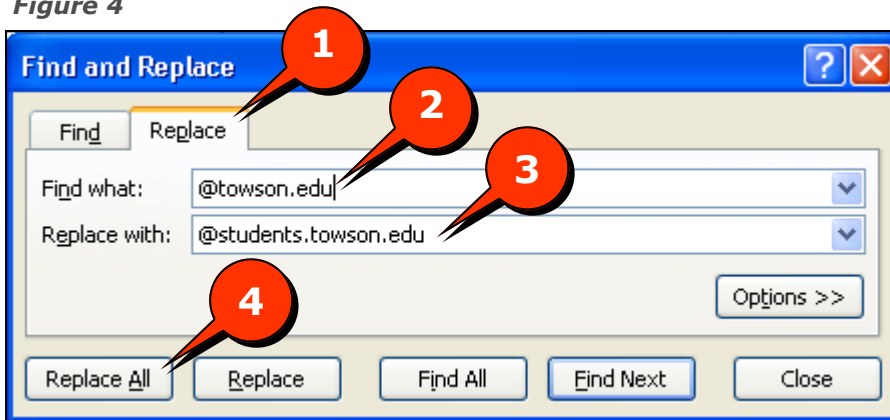 Figure 4
1
Find and Replace
?
2
Find Replace
3
Find what: @towson.edu
Replace with: @students.towson.edu
4
Options >>
Replace All Replace Find All Find Next Close